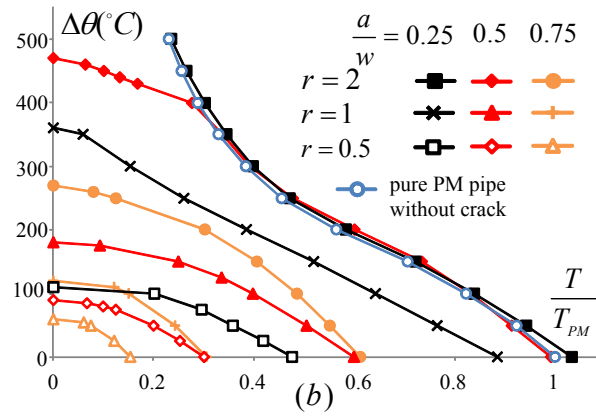 Δθ(°C)
a/w = 0.25 0.5 0.75
r = 2
r = 1
r = 0.5
pure PM pipe
without crack
500
400
300
200
100
0
T/T_PM
0 0.2 0.4 0.6 0.8 1
(b)